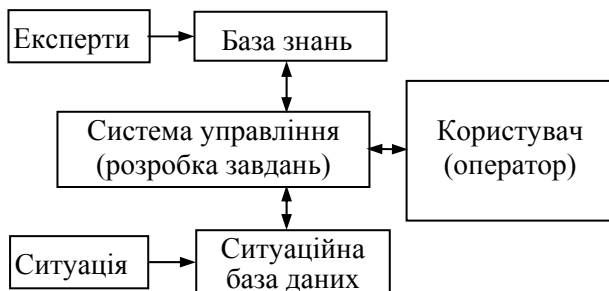 Експерти
База знань
Система управління
(розробка завдань)
Користувач
(оператор)
Ситуація
Ситуаційна
база даних